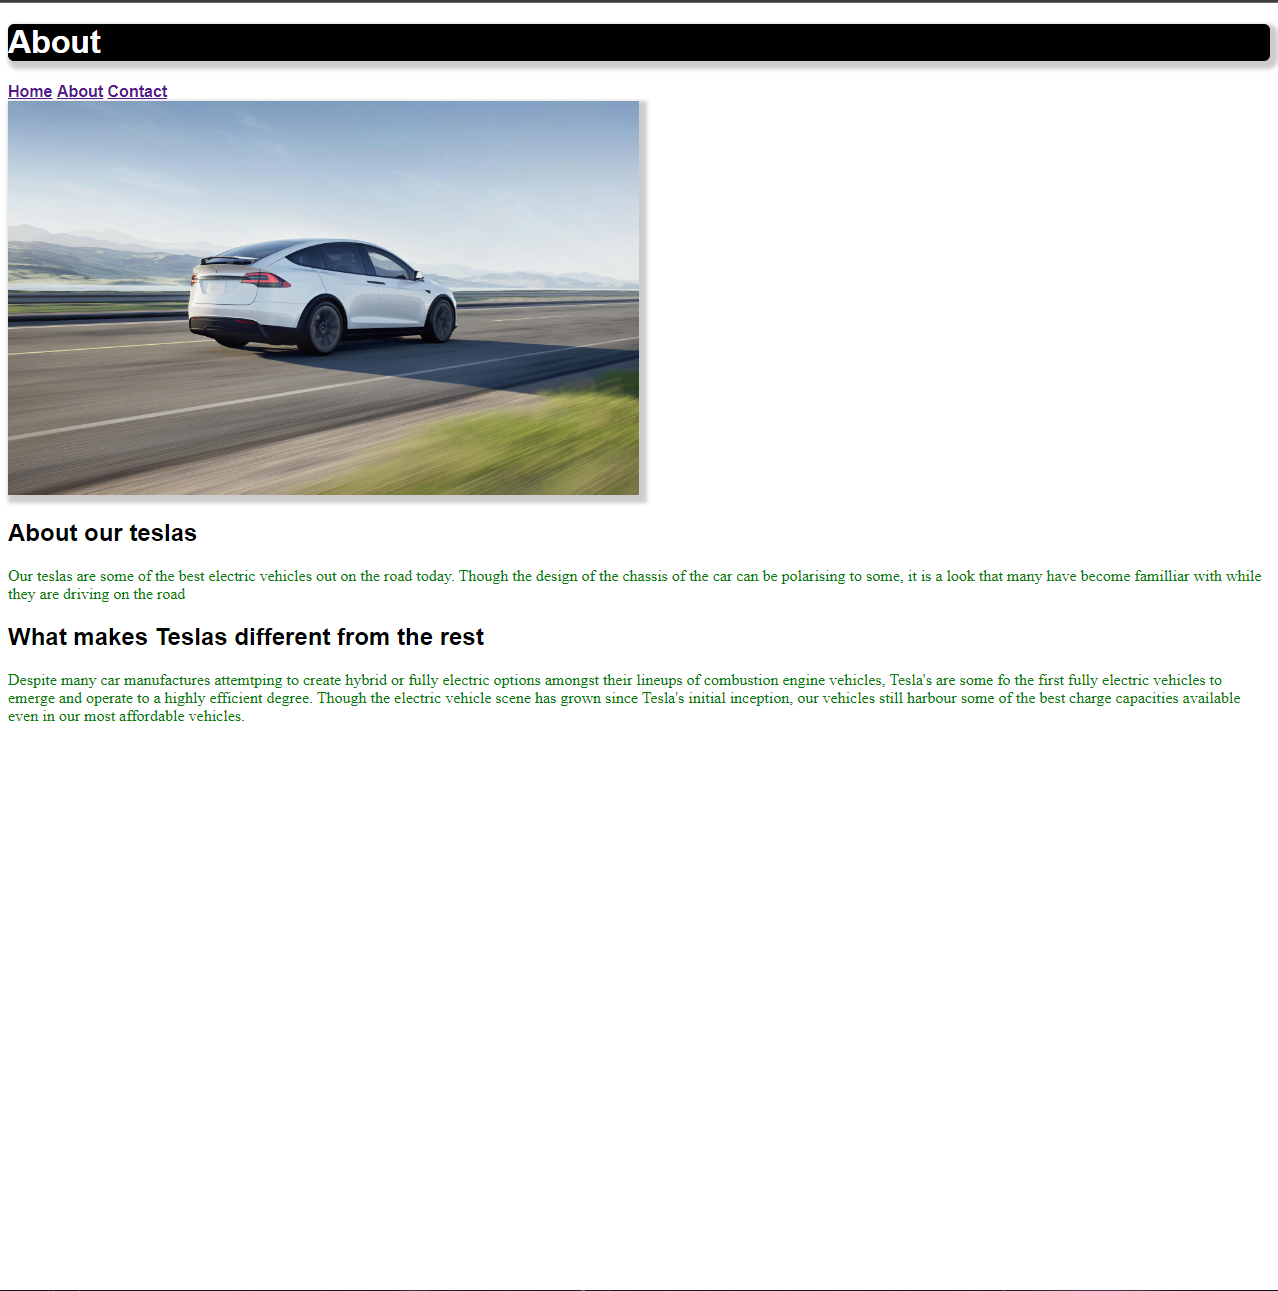 About
Home About Contact
About our teslas
Our teslas are some of the best electric vehicles out on the road today. Though the design of the chassis of the car can be polarising to some, it is a look that many have become familliar with while
they are driving on the road
What makes Teslas different from the rest
Despite many car manufactures attemtping to create hybrid or fully electric options amongst their lineups of combustion engine vehicles, Tesla's are some fo the first fully electric vehicles to
emerge and operate to a highly efficient degree. Though the electric vehicle scene has grown since Tesla's initial inception, our vehicles still harbour some of the best charge capacities available
even in our most affordable vehicles.